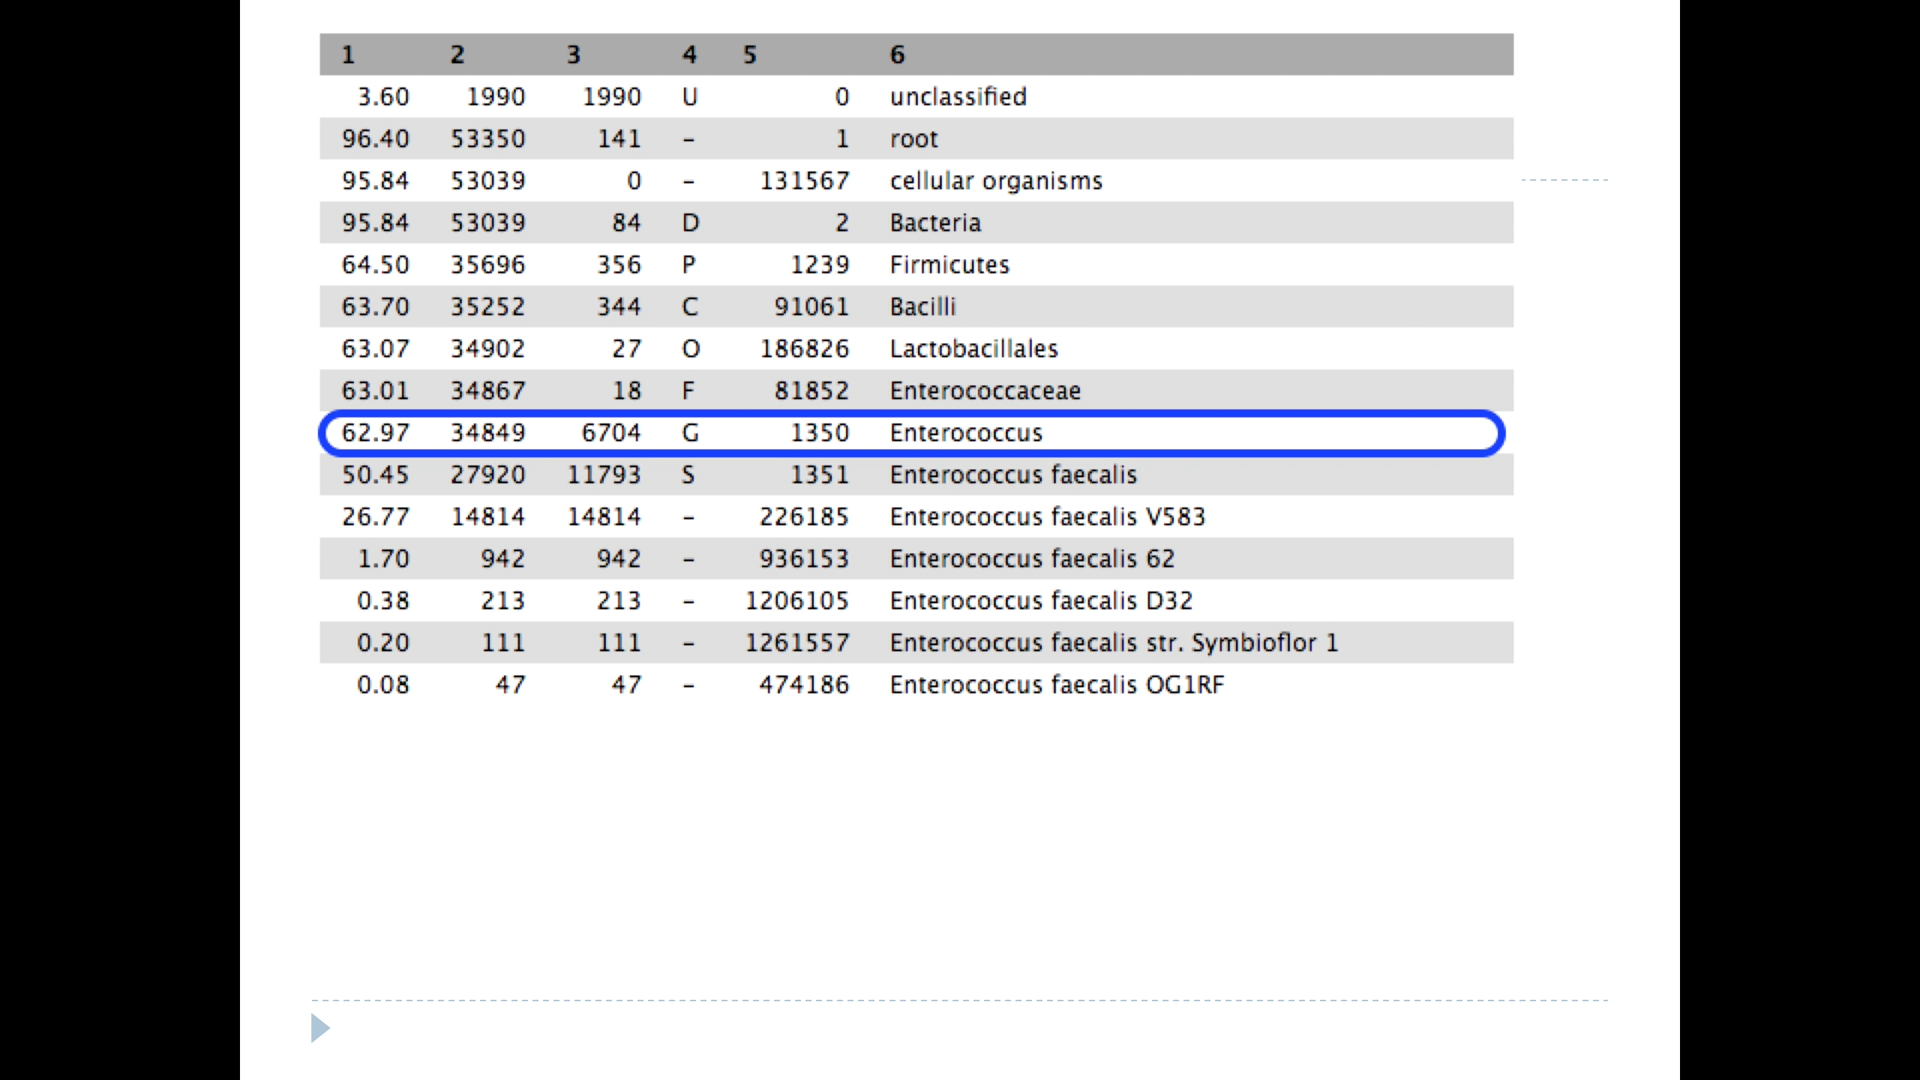 1 2 3 4 5 6
3.60 1990 1990 U 0 unclassified
96.40 53350 141 – 1 root
95.84 53039 0 – 131567 cellular organisms
95.84 53039 84 D 2 Bacteria
64.50 35696 356 P 1239 Firmicutes
63.70 35252 344 C 91061 Bacilli
63.07 34902 27 O 186826 Lactobacillales
63.01 34867 18 F 81852 Enterococcaceae
62.97 34849 6704 G 1350 Enterococcus
50.45 27920 11793 S 1351 Enterococcus faecalis
26.77 14814 14814 – 226185 Enterococcus faecalis V583
1.70 942 942 – 936153 Enterococcus faecalis 62
0.38 213 213 – 1206105 Enterococcus faecalis D32
0.20 111 111 – 1261557 Enterococcus faecalis str. Symbioflor 1
0.08 47 47 – 474186 Enterococcus faecalis OG1RF